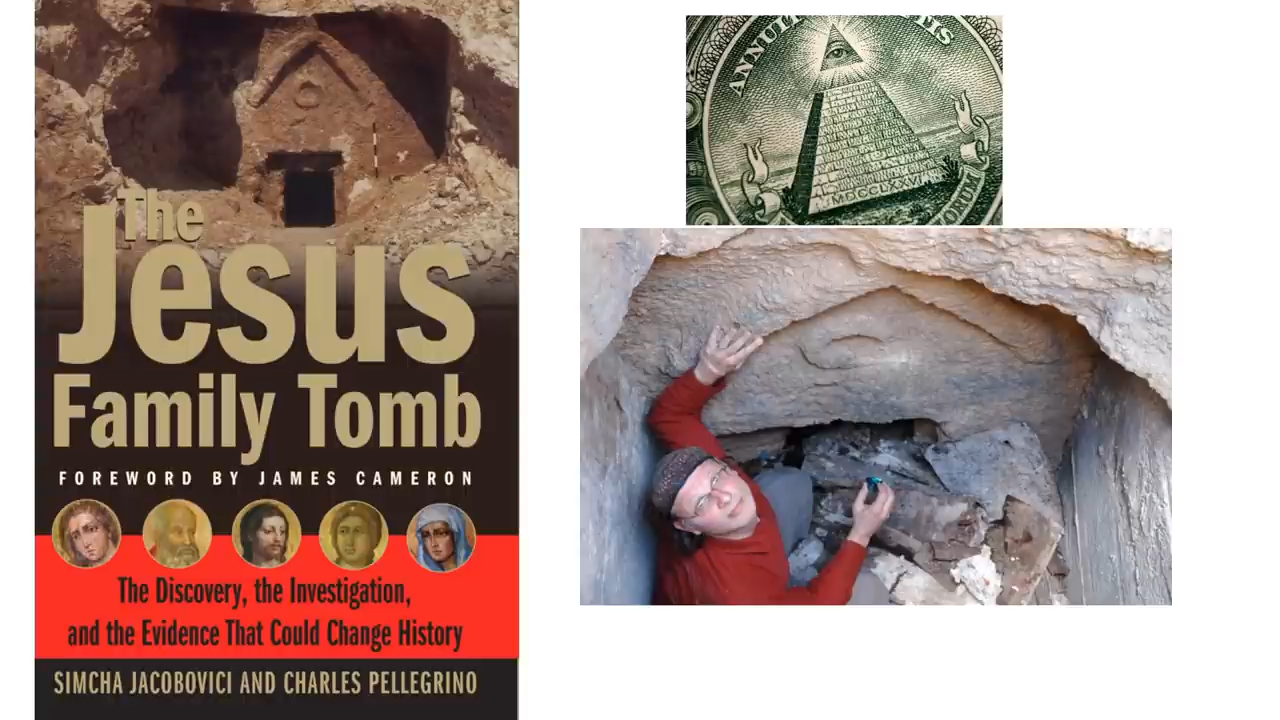 The
Jesus
Family Tomb
FOREWORD BY JAMES CAMERON
The Discovery, the Investigation,
and the Evidence That Could Change History
SIMCHA JACOBOVICI AND CHARLES PELLEGRINO
ANNUIT